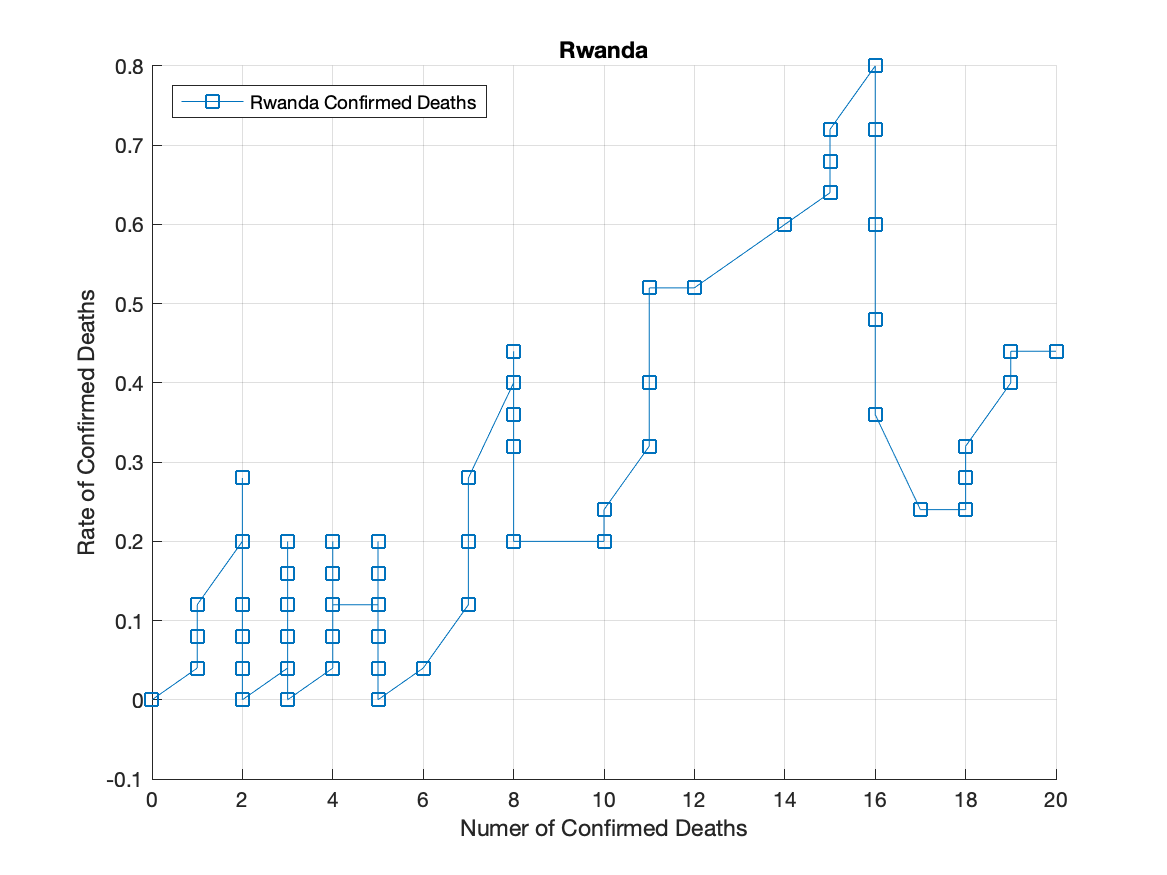 Rwanda
Rwanda Confirmed Deaths
0.8
0.7
0.6
0.5
0.4
0.3
0.2
0.1
0
-0.1
Rate of Confirmed Deaths
0 2 4 6 8 10 12 14 16 18 20
Numer of Confirmed Deaths